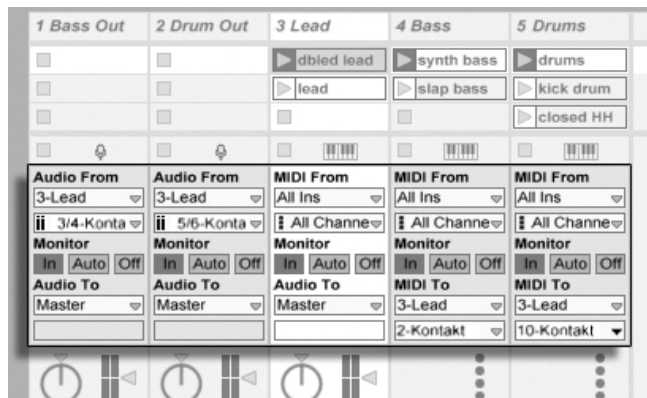 1 Bass Out 2 Drum Out 3 Lead 4 Bass 5 Drums
dbled lead synth bass drums
lead slap bass kick drum
closed HH
Audio From Audio From MIDI From MIDI From MIDI From
3-Lead 3-Lead All Ins All Ins All Ins
3/4-Konta 5/6-Konta All Channe All Channe All Channe
Monitor Monitor Monitor Monitor Monitor
In Auto Off In Auto Off In Auto Off In Auto Off In Auto Off
Audio To Audio To Audio To MIDI To MIDI To
Master Master Master 3-Lead 3-Lead
2-Kontakt 10-Kontakt